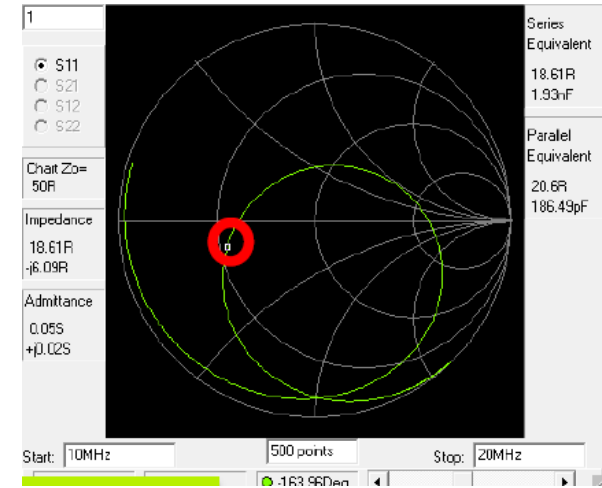 1
S11
S21
S12
S22
Chart Zo=
50R
Impedance
18.61R
-j6.09R
Admittance
0.05S
+j0.02S
Series
Equivalent
18.61R
1.93nF
Parallel
Equivalent
20.6R
186.49pF
Start: 10MHz
500 points
Stop: 20MHz
-163.96Deg